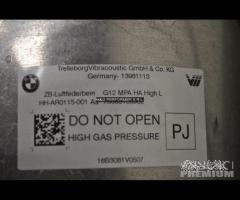 TrelleborgVibracoustic GmbH & Co. KG
Germany- 13961113
ZB-Luftfederbein G12 MPA HA High L
HH-AR0115-001
DO NOT OPEN
HIGH GAS PRESSURE
PJ
16B3081V0507
PREMIUM